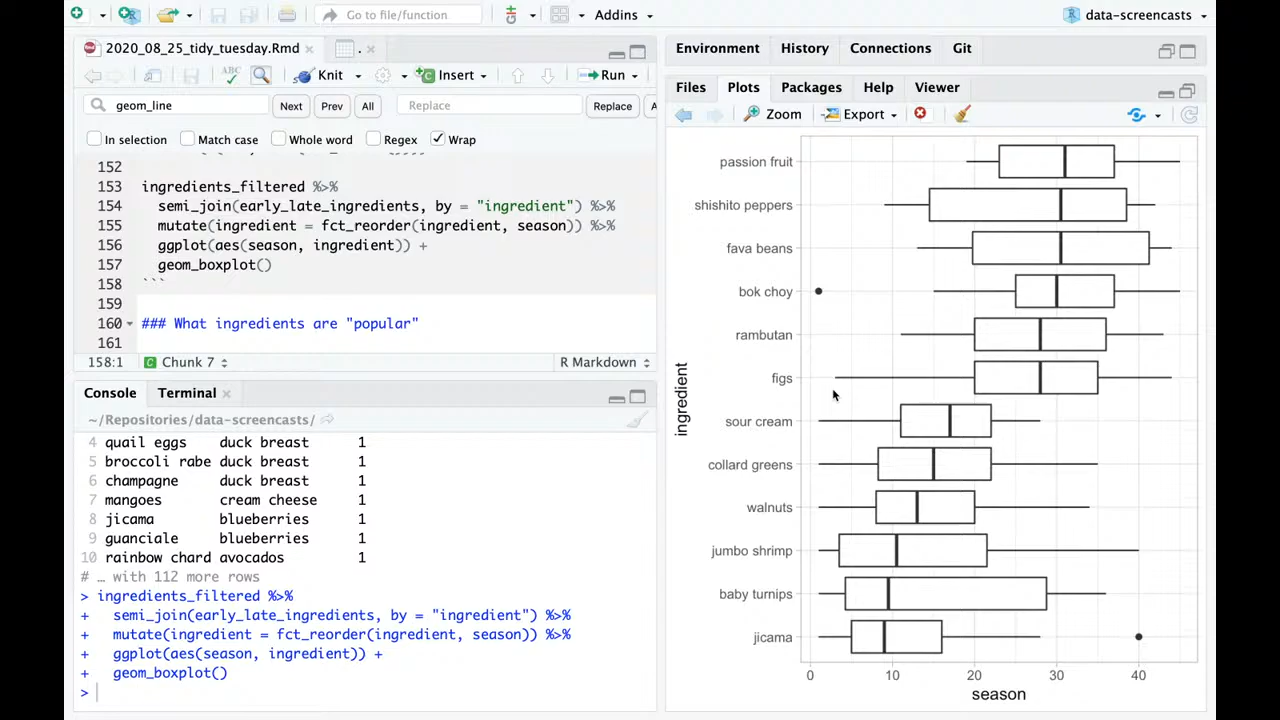 Go to file/function
Addins
data-screencasts
2020_08_25_tidy_tuesday.Rmd
.
ABC
Knit
Insert
Run
geom_line
Next
Prev
All
Replace
Replace
A
In selection
Match case
Whole word
Regex
Wrap
152
153 ingredients_filtered %>%
154 semi_join(early_late_ingredients, by = "ingredient") %>%
155 mutate(ingredient = fct_reorder(ingredient, season)) %>%
156 ggplot(aes(season, ingredient)) +
157 geom_boxplot()
158 ```
159
160 ### What ingredients are "popular"
161
158:1
Chunk 7
R Markdown
Console
Terminal
~/Repositories/data-screencasts/
4 quail eggs duck breast 1
5 broccoli rabe duck breast 1
6 champagne duck breast 1
7 mangoes cream cheese 1
8 jicama blueberries 1
9 guanciale blueberries 1
10 rainbow chard avocados 1
# … with 112 more rows
> ingredients_filtered %>%
+ semi_join(early_late_ingredients, by = "ingredient") %>%
+ mutate(ingredient = fct_reorder(ingredient, season)) %>%
+ ggplot(aes(season, ingredient)) +
+ geom_boxplot()
>
Environment
History
Connections
Git
Files
Plots
Packages
Help
Viewer
Zoom
Export
passion fruit
shishito peppers
fava beans
bok choy
rambutan
figs
sour cream
collard greens
walnuts
jumbo shrimp
baby turnips
jicama
ingredient
0 10 20 30 40
season